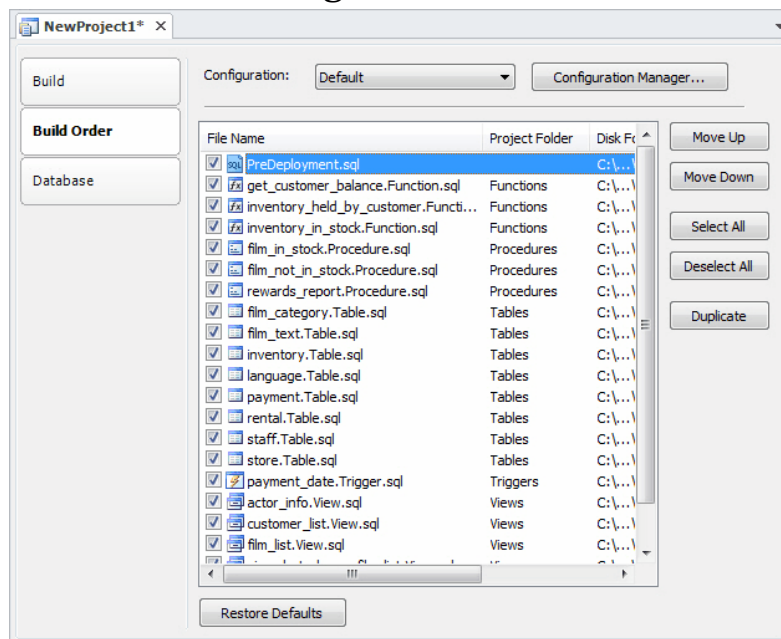 NewProject1* X
Configuration: Default Configuration Manager...
Build
Build Order
Database
File Name Project Folder Disk Fo
PreDeployment.sql C:\...\
get_customer_balance.Function.sql Functions C:\...\
inventory_held_by_customer.Functi... Functions C:\...\
inventory_in_stock.Function.sql Functions C:\...\
film_in_stock.Procedure.sql Procedures C:\...\
film_not_in_stock.Procedure.sql Procedures C:\...\
rewards_report.Procedure.sql Procedures C:\...\
film_category.Table.sql Tables C:\...\
film_text.Table.sql Tables C:\...\
inventory.Table.sql Tables C:\...\
language.Table.sql Tables C:\...\
payment.Table.sql Tables C:\...\
rental.Table.sql Tables C:\...\
staff.Table.sql Tables C:\...\
store.Table.sql Tables C:\...\
payment_date.Trigger.sql Triggers C:\...\
actor_info.View.sql Views C:\...\
customer_list.View.sql Views C:\...\
film_list.View.sql Views C:\...\
Move Up
Move Down
Select All
Deselect All
Duplicate
Restore Defaults